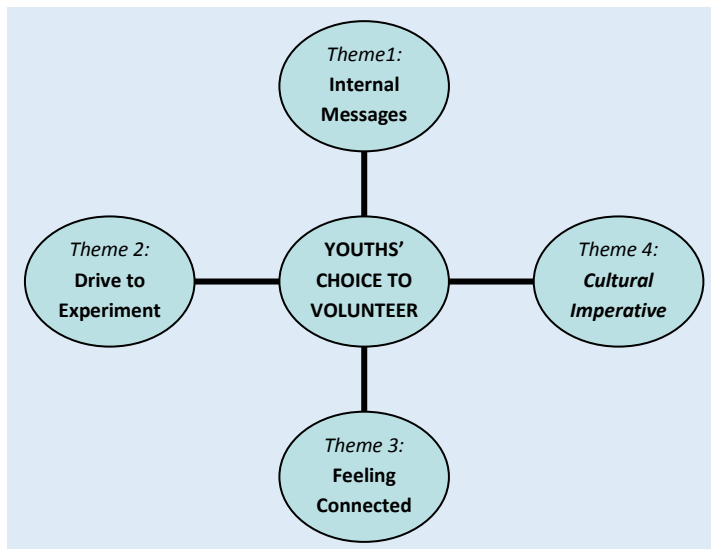 Theme1:
Internal
Messages
Theme 2:
Drive to
Experiment
YOUTHS’
CHOICE TO
VOLUNTEER
Theme 4:
Cultural
Imperative
Theme 3:
Feeling
Connected